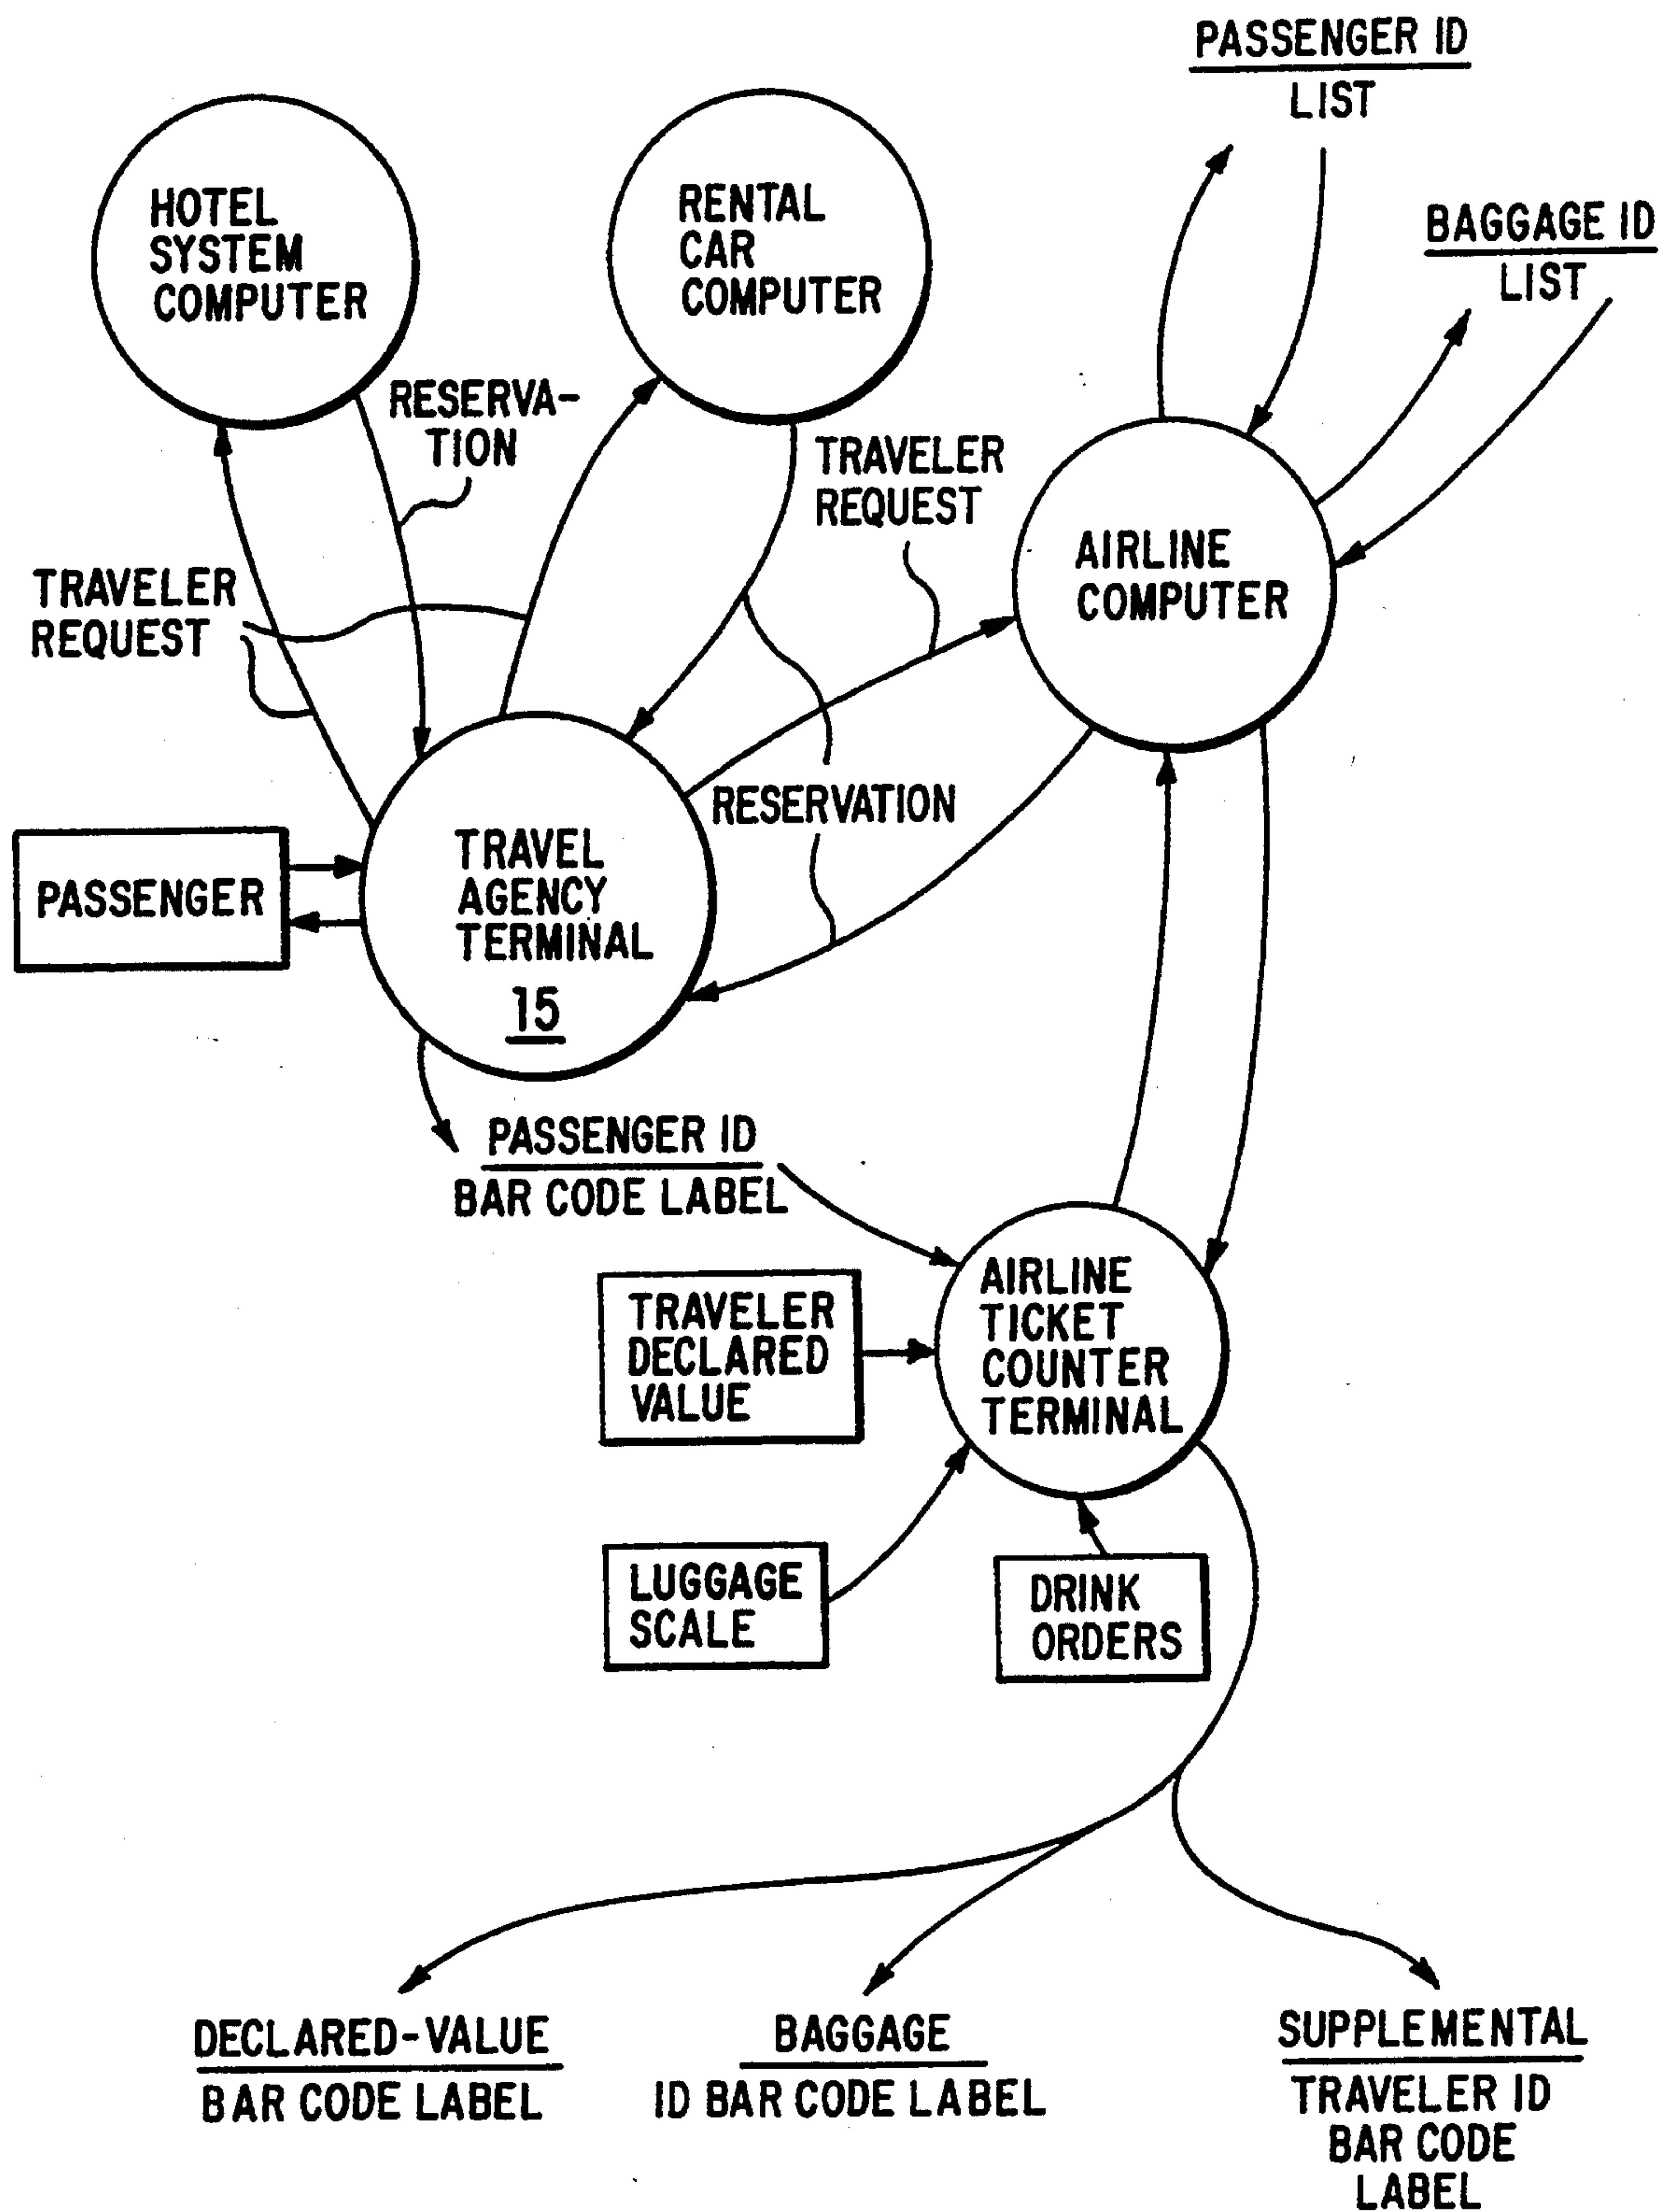 PASSENGER ID
LIST
HOTEL
SYSTEM
COMPUTER
RENTAL
CAR
COMPUTER
BAGGAGE ID
LIST
RESERVA-
TION
TRAVELER
REQUEST
AIRLINE
COMPUTER
TRAVELER
REQUEST
RESERVATION
PASSENGER
TRAVEL
AGENCY
TERMINAL
15
PASSENGER ID
BAR CODE LABEL
TRAVELER
DECLARED
VALUE
AIRLINE
TICKET
COUNTER
TERMINAL
LUGGAGE
SCALE
DRINK
ORDERS
DECLARED-VALUE
BAR CODE LABEL
BAGGAGE
ID BAR CODE LABEL
SUPPLEMENTAL
TRAVELER ID
BAR CODE
LABEL